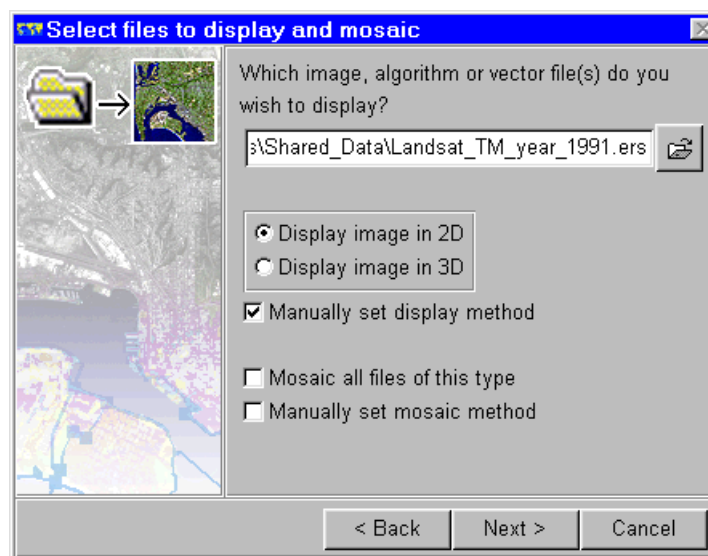 Select files to display and mosaic
Which image, algorithm or vector file(s) do you
wish to display?
s\Shared_Data\Landsat_TM_year_1991.ers
Display image in 2D
Display image in 3D
Manually set display method
Mosaic all files of this type
Manually set mosaic method
< Back
Next >
Cancel